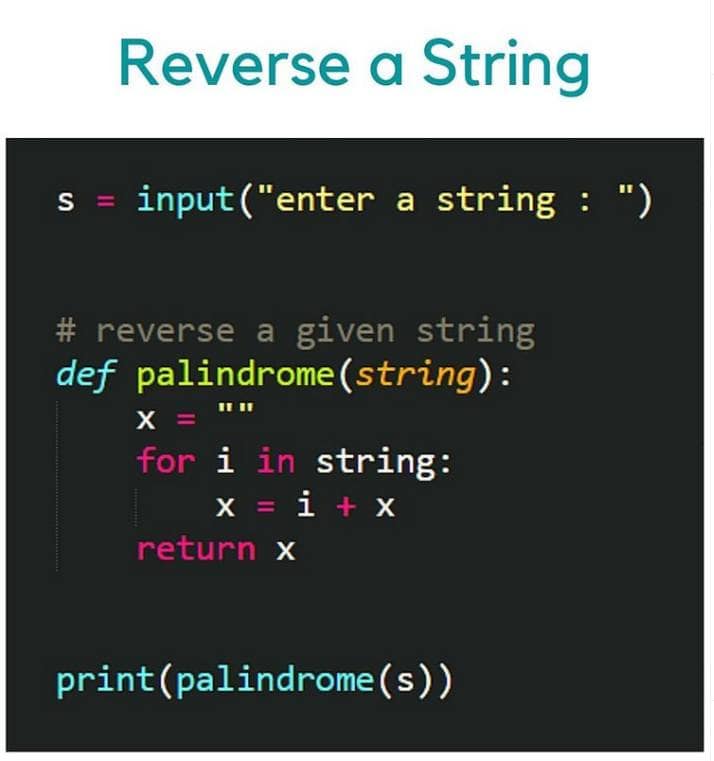 Reverse a String
s = input("enter a string : ")
# reverse a given string
def palindrome(string):
    x = ""
    for i in string:
        x = i + x
    return x
print(palindrome(s))